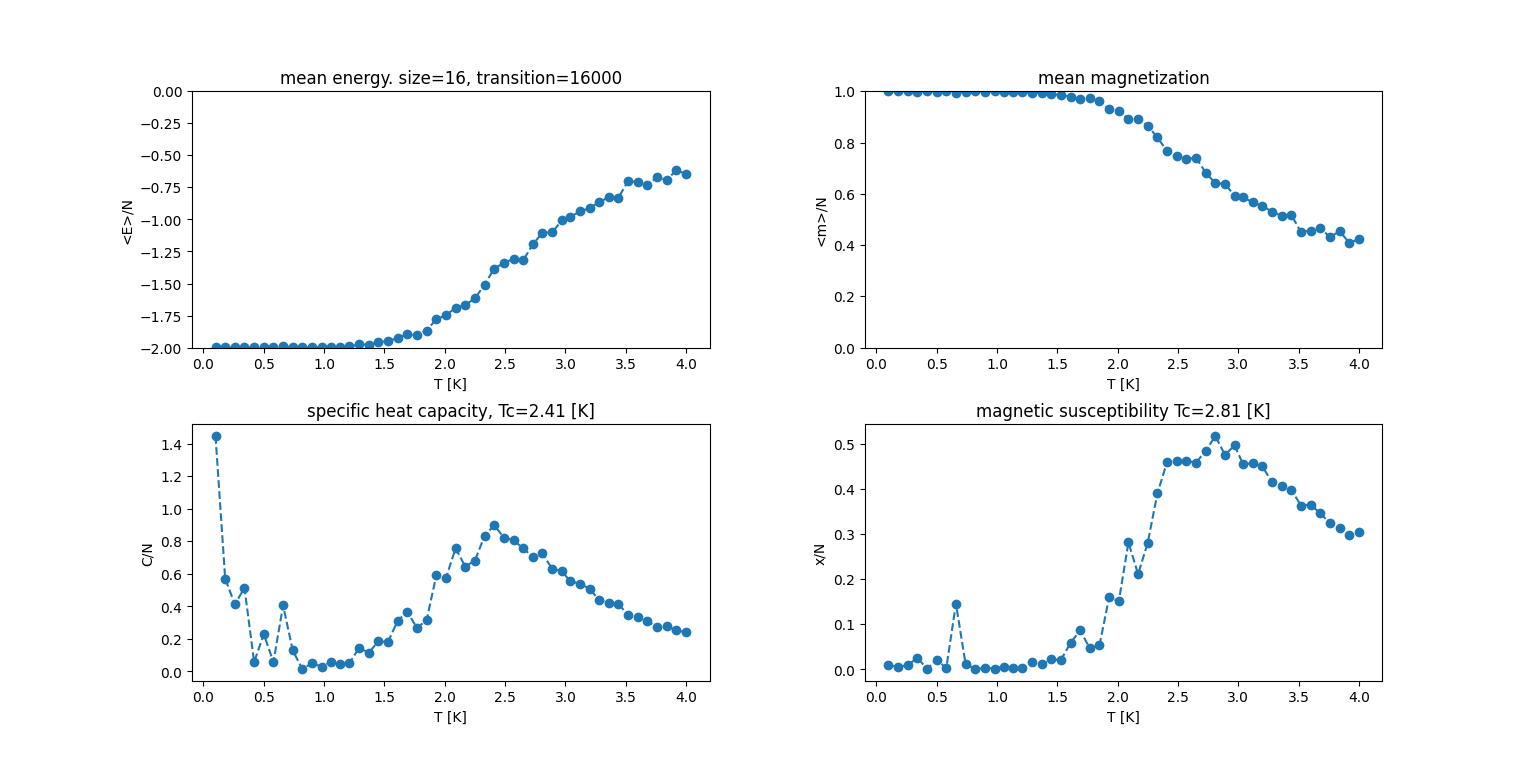 mean energy. size=16, transition=16000
0.00
−0.25
−0.50
−0.75
−1.00
−1.25
−1.50
−1.75
−2.00
<E>/N
0.0 0.5 1.0 1.5 2.0 2.5 3.0 3.5 4.0
T [K]
mean magnetization
1.0
0.8
0.6
0.4
0.2
0.0
<m>/N
0.0 0.5 1.0 1.5 2.0 2.5 3.0 3.5 4.0
T [K]
specific heat capacity, Tc=2.41 [K]
1.4
1.2
1.0
0.8
0.6
0.4
0.2
0.0
C/N
0.0 0.5 1.0 1.5 2.0 2.5 3.0 3.5 4.0
T [K]
magnetic susceptibility Tc=2.81 [K]
0.5
0.4
0.3
0.2
0.1
0.0
x/N
0.0 0.5 1.0 1.5 2.0 2.5 3.0 3.5 4.0
T [K]